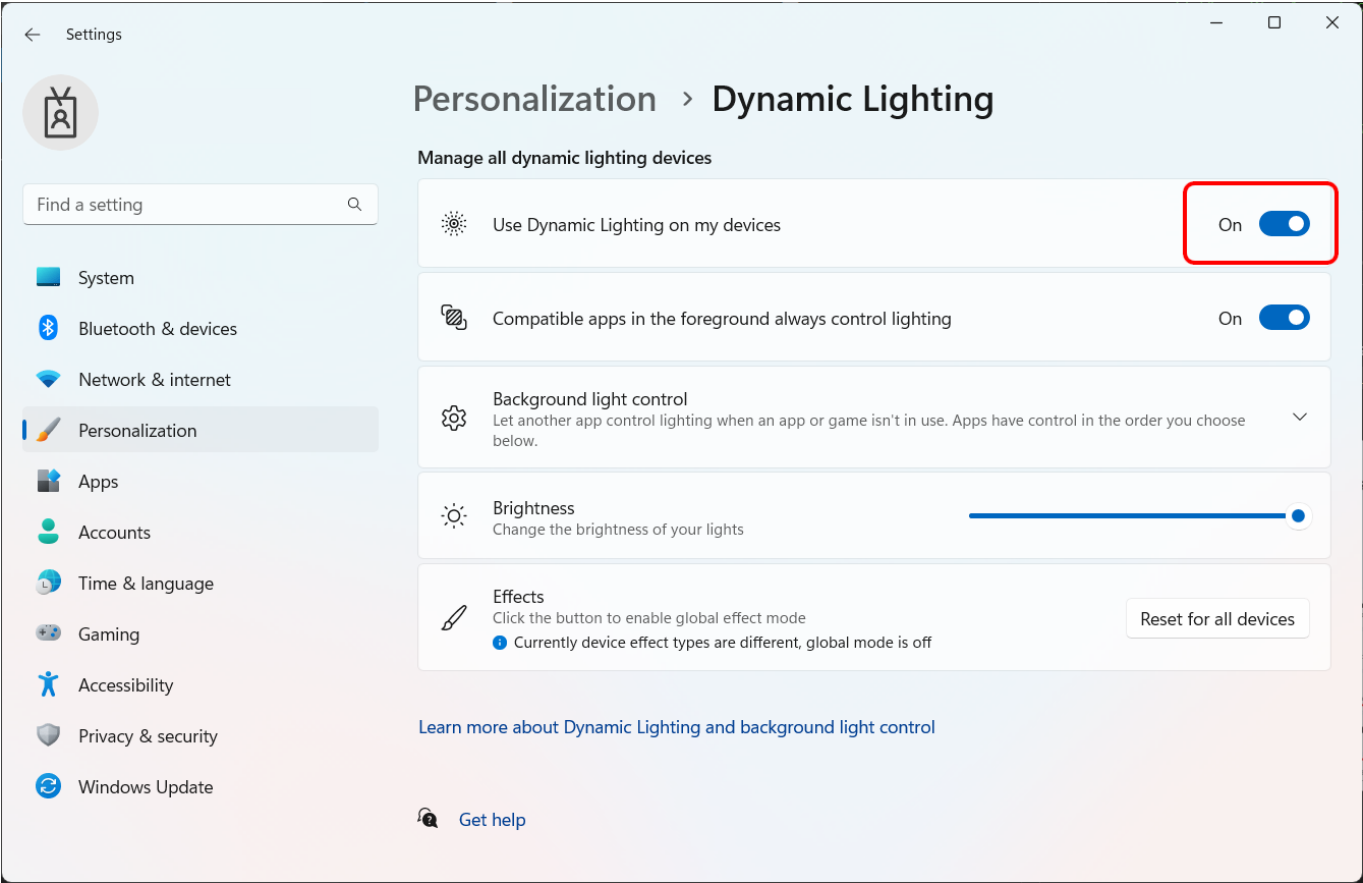 Settings
Personalization > Dynamic Lighting
Manage all dynamic lighting devices
Find a setting
Use Dynamic Lighting on my devices
On
System
Bluetooth & devices
Compatible apps in the foreground always control lighting
On
Network & internet
Personalization
Background light control
Let another app control lighting when an app or game isn't in use. Apps have control in the order you choose
below.
Apps
Brightness
Change the brightness of your lights
Accounts
Time & language
Effects
Click the button to enable global effect mode
Currently device effect types are different, global mode is off
Reset for all devices
Gaming
Accessibility
Privacy & security
Windows Update
Learn more about Dynamic Lighting and background light control
Get help